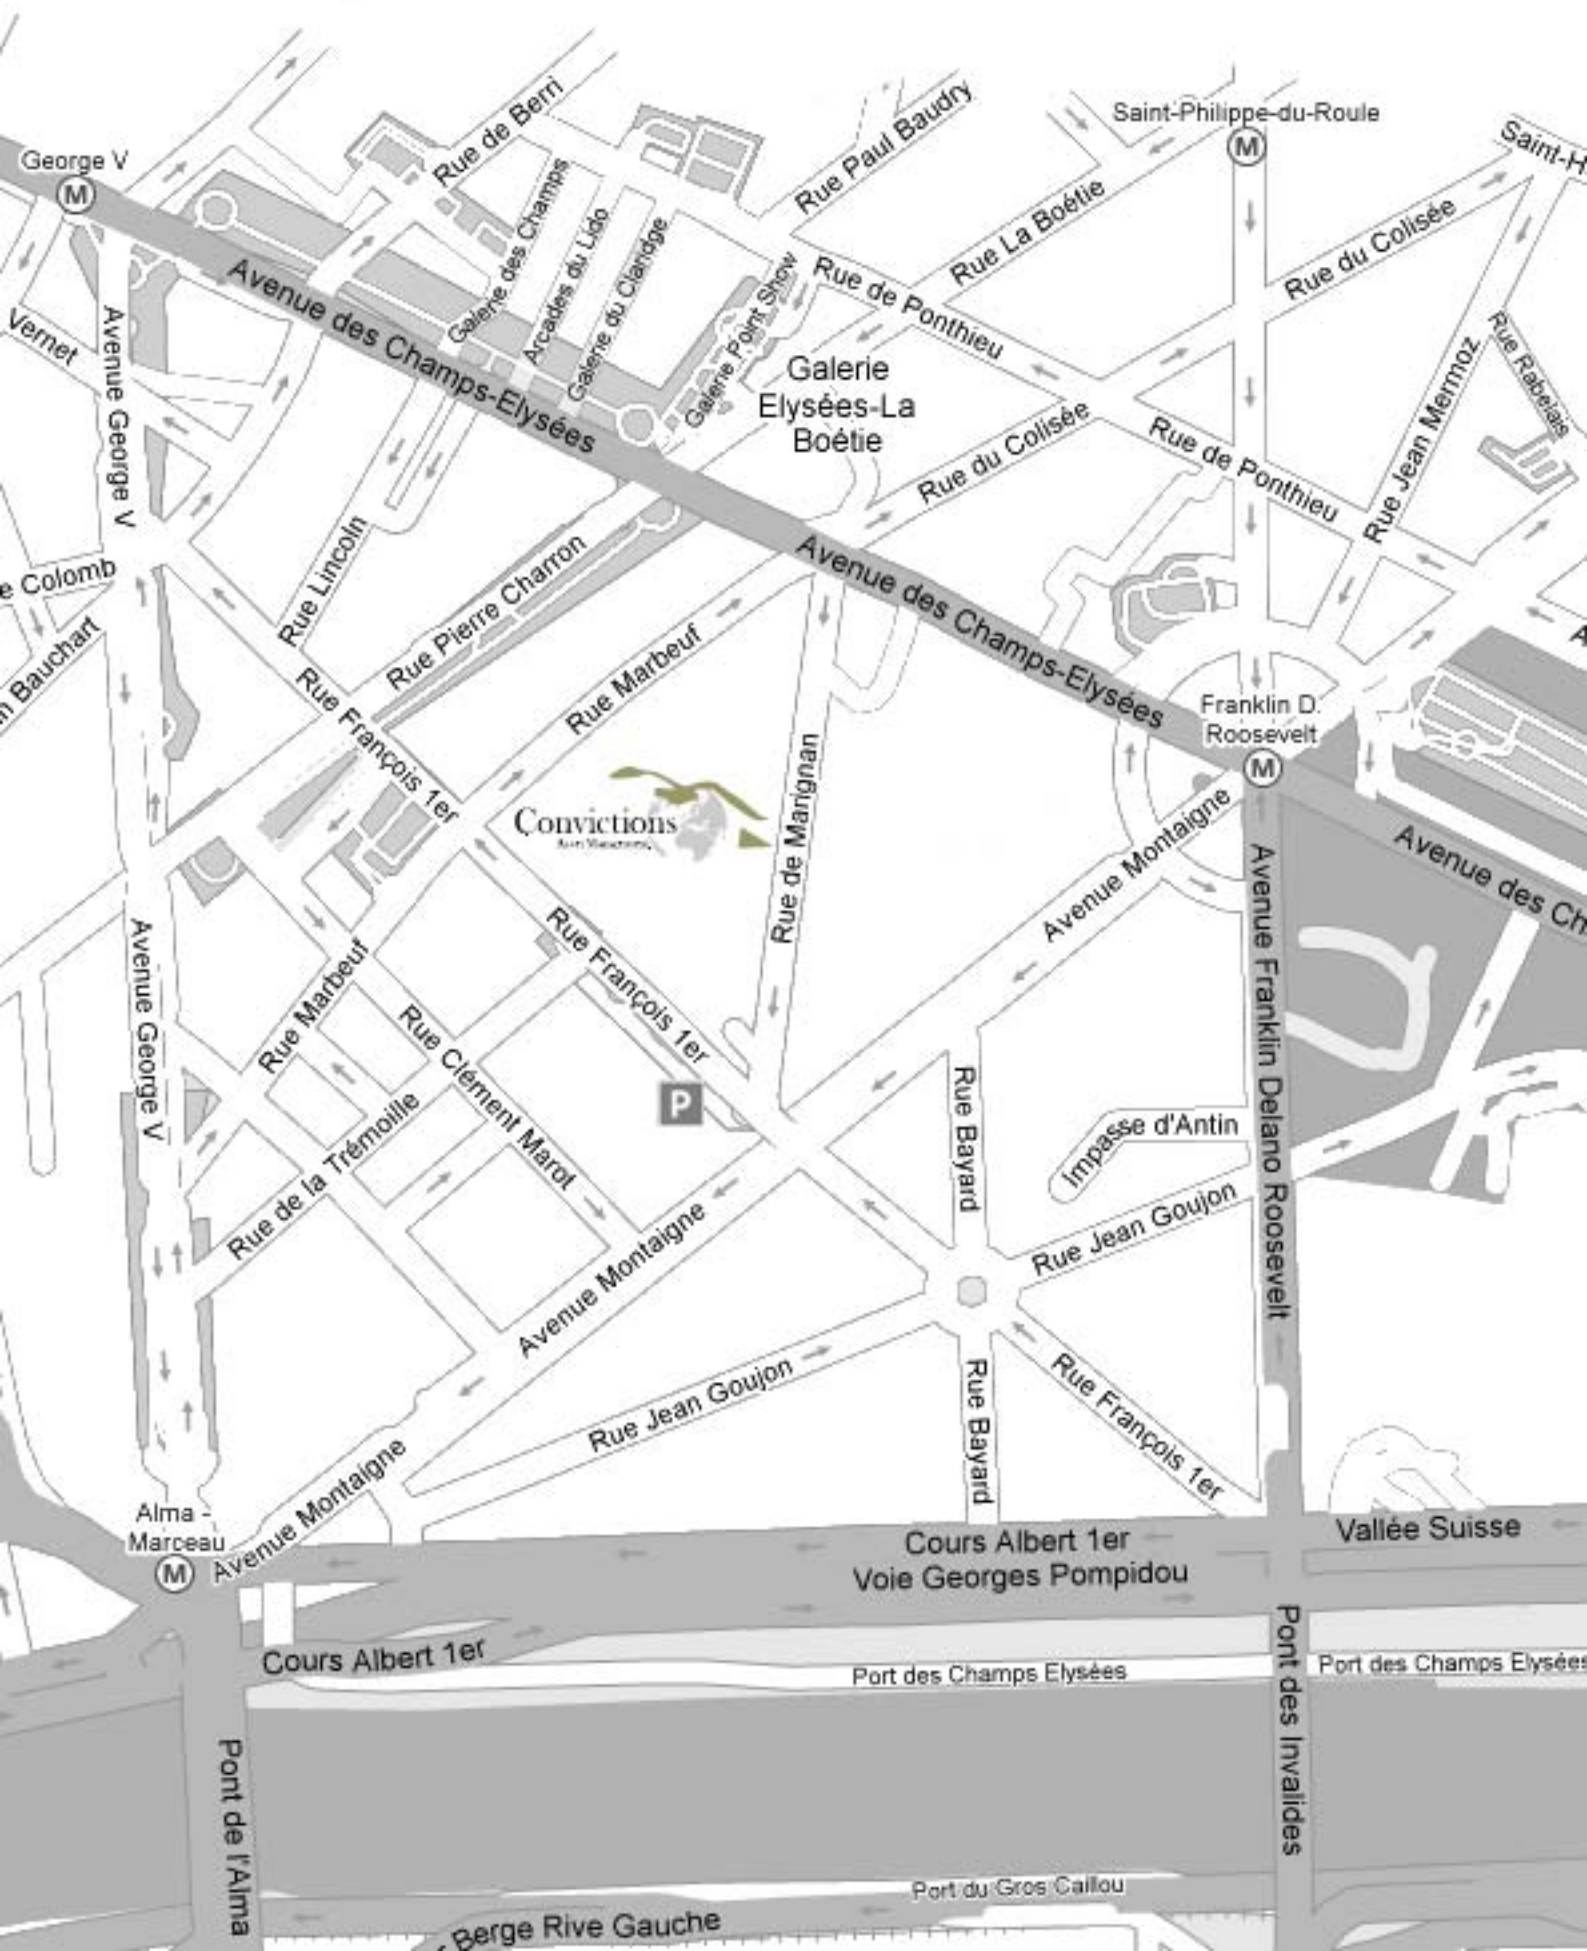 Rue de Berri
Rue Paul Baudry
Saint-Philippe-du-Roule
M
Saint-H
George V
M
Galerie des Champs
Arcades du Lido
Galerie du Claridge
Galerie Point Show
Rue La Boétie
Rue du Colisée
Rue de Ponthieu
Avenue des Champs-Elysées
Vernet
Avenue George V
Galerie
Elysées-La
Boétie
Rue du Colisée
Rue de Ponthieu
Rue Jean Mermoz
Rue Rabelais
e Colomb
n Bauchart
Rue Lincoln
Rue Pierre Charron
Avenue des Champs-Elysées
A
Rue Marbeuf
Rue François 1er
Franklin D.
Roosevelt
M
Convictions
Asset Management
Rue de Marignan
Avenue Montaigne
Avenue des Ch
Avenue George V
Rue Marbeuf
Rue François 1er
Rue Clément Marot
Avenue Franklin Delano Roosevelt
P
Rue de la Trémoille
Rue Bayard
Impasse d'Antin
Rue Jean Goujon
Avenue Montaigne
Rue Jean Goujon
Rue Bayard
Rue François 1er
Avenue Montaigne
Alma -
Marceau
M
Cours Albert 1er
Voie Georges Pompidou
Vallée Suisse
Cours Albert 1er
Port des Champs Elysées
Port des Champs Elysées
Pont de l'Alma
Pont des Invalides
Port du Gros Caillou
Berge Rive Gauche